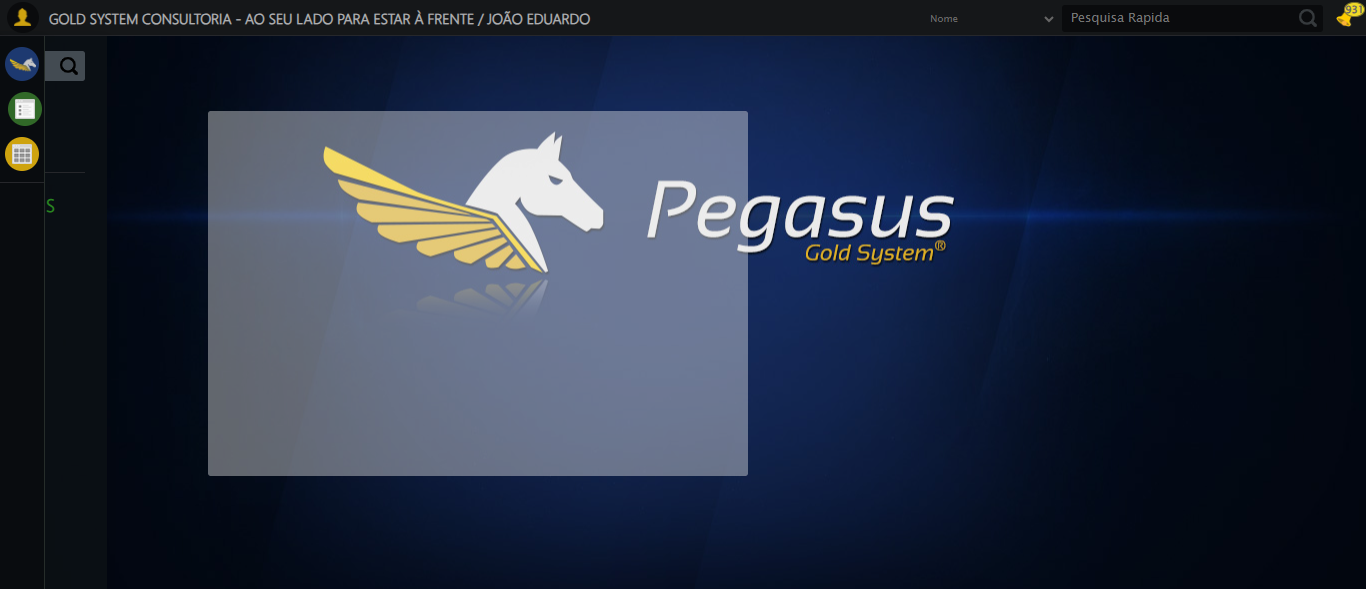 GOLD SYSTEM CONSULTORIA - AO SEU LADO PARA ESTAR À FRENTE / JOÃO EDUARDO
Nome
Pesquisa Rapida
931
S
Pegasus
Gold System®